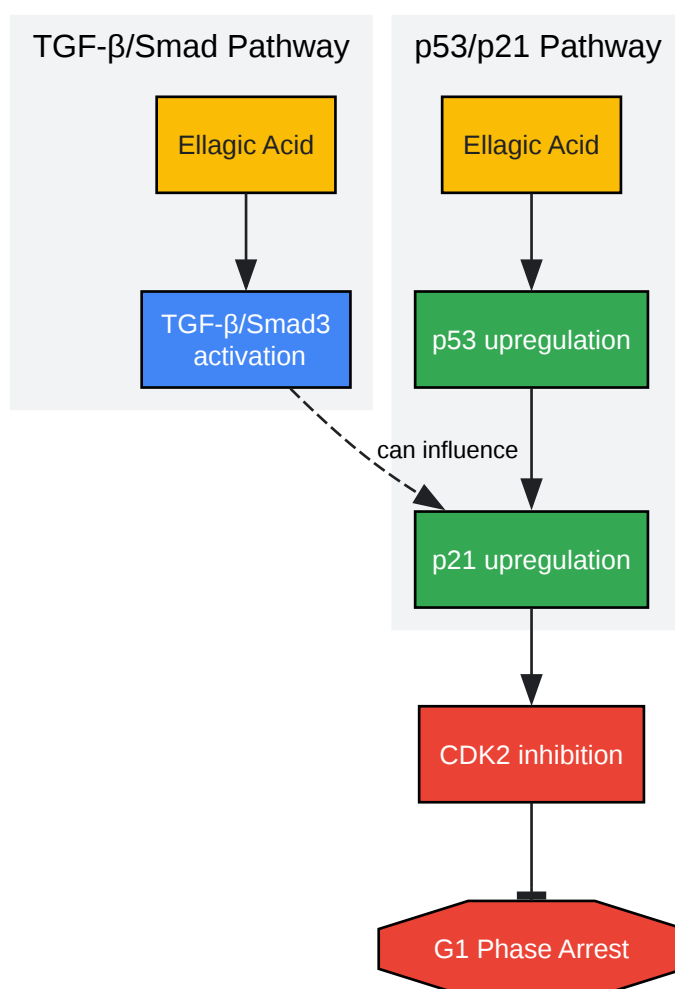 TGF-β/Smad Pathway
p53/p21 Pathway
Ellagic Acid
Ellagic Acid
TGF-β/Smad3
activation
p53 upregulation
can influence
p21 upregulation
CDK2 inhibition
G1 Phase Arrest